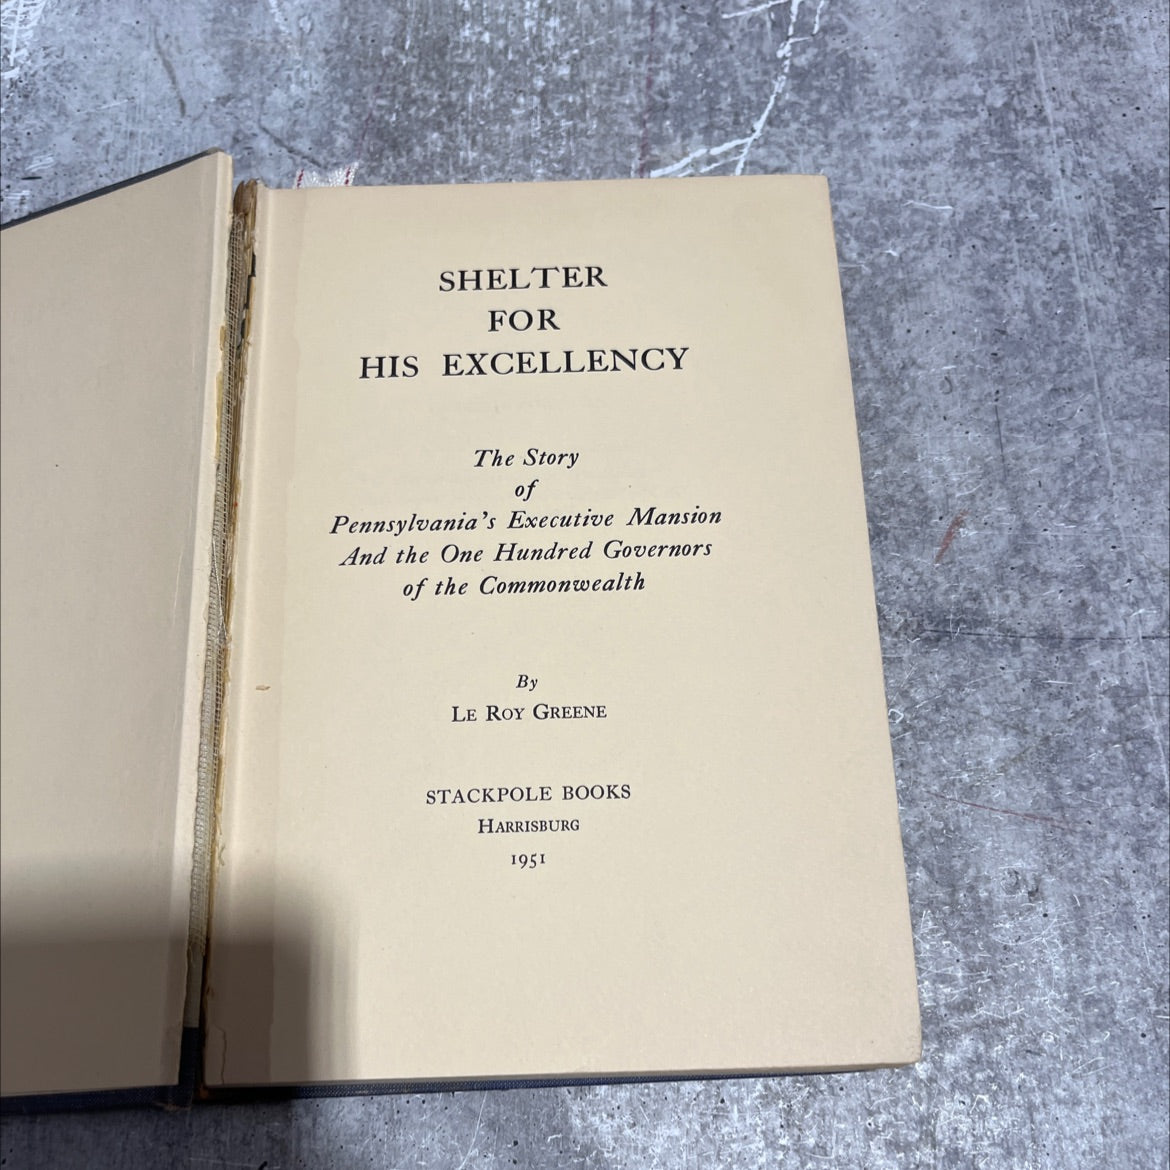 SHELTER
FOR
HIS EXCELLENCY
The Story
of
Pennsylvania's Executive Mansion
And the One Hundred Governors
of the Commonwealth
By
LE ROY GREENE
STACKPOLE BOOKS
HARRISBURG
1951